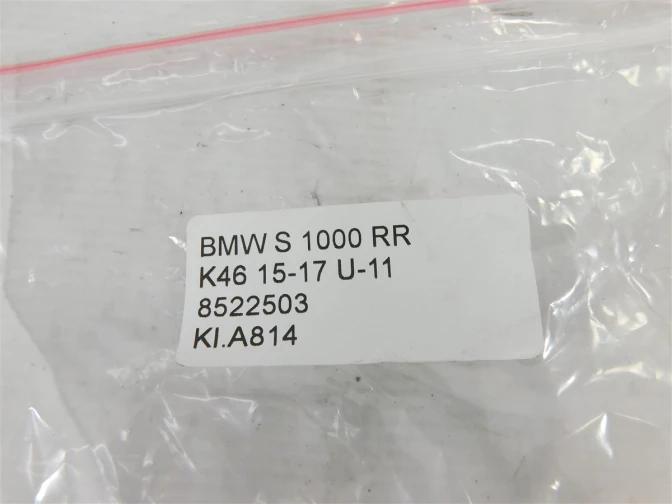 BMW S 1000 RR
K46 15-17 U-11
8522503
KI.A814